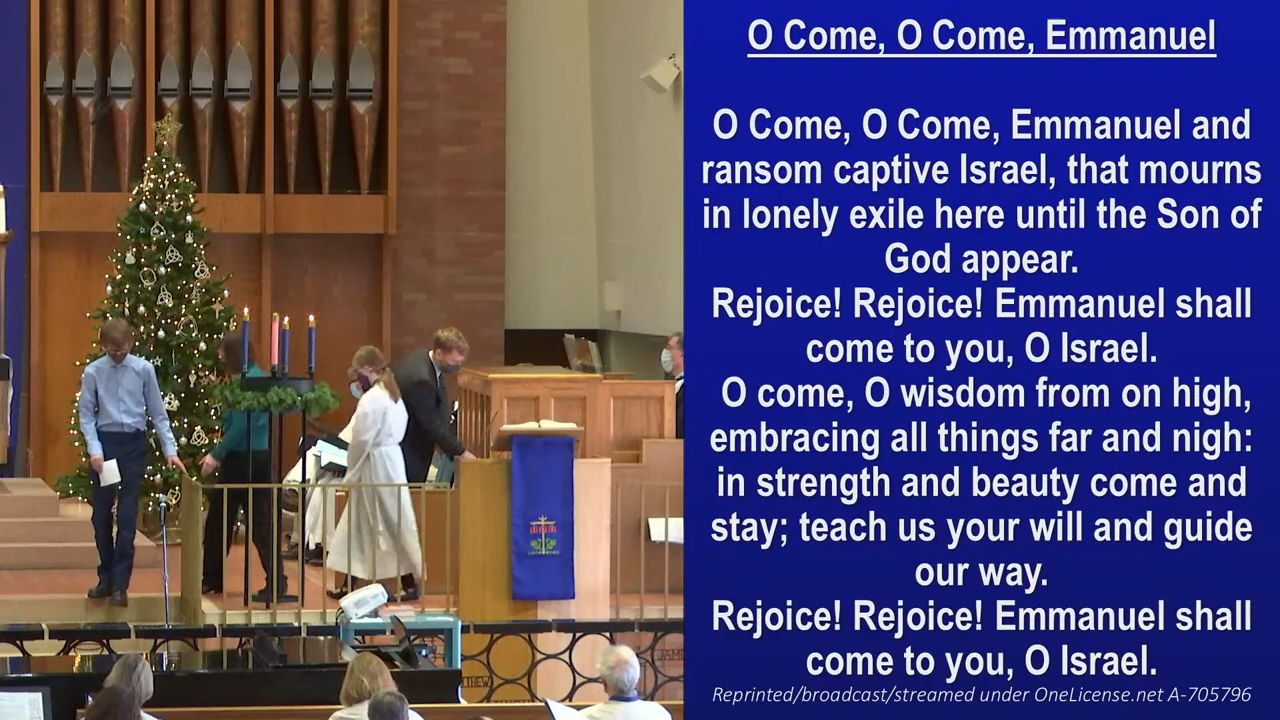 O Come, O Come, Emmanuel
O Come, O Come, Emmanuel and
ransom captive Israel, that mourns
in lonely exile here until the Son of
God appear.
Rejoice! Rejoice! Emmanuel shall
come to you, O Israel.
O come, O wisdom from on high,
embracing all things far and nigh:
in strength and beauty come and
stay; teach us your will and guide
our way.
Rejoice! Rejoice! Emmanuel shall
come to you, O Israel.
Reprinted/broadcast/streamed under OneLicense.net A-705796